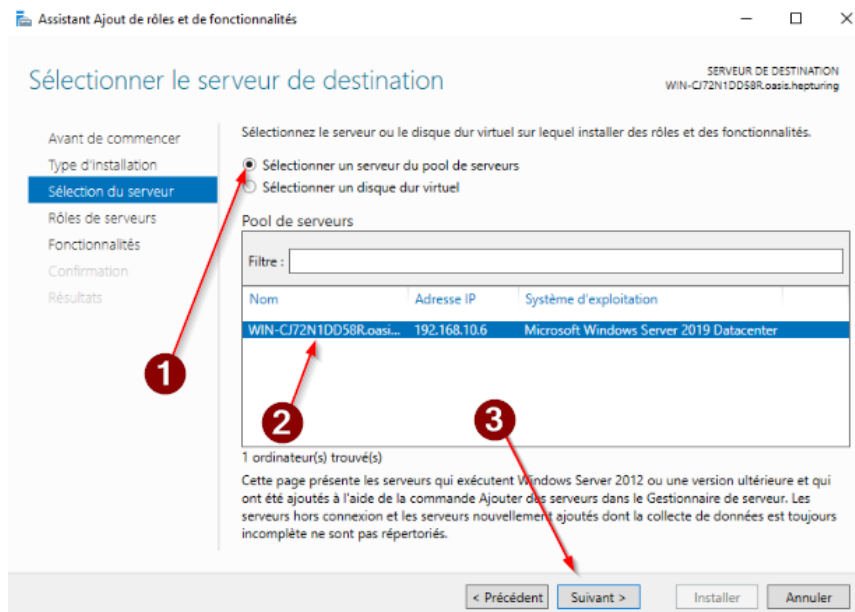 Assistant Ajout de rôles et de fonctionnalités
Sélectionner le serveur de destination
SERVEUR DE DESTINATION
WIN-CJ72N1DD58R.oasis.hepturing
Avant de commencer
Type d'installation
Sélection du serveur
Rôles de serveurs
Fonctionnalités
Confirmation
Résultats
Sélectionnez le serveur ou le disque dur virtuel sur lequel installer des rôles et des fonctionnalités.
Sélectionner un serveur du pool de serveurs
Sélectionner un disque dur virtuel
Pool de serveurs
Filtre :
Nom Adresse IP Système d'exploitation
WIN-CJ72N1DD58R.oasi... 192.168.10.6 Microsoft Windows Server 2019 Datacenter
1
2
3
1 ordinateur(s) trouvé(s)
Cette page présente les serveurs qui exécutent Windows Server 2012 ou une version ultérieure et qui
ont été ajoutés à l'aide de la commande Ajouter des serveurs dans le Gestionnaire de serveur. Les
serveurs hors connexion et les serveurs nouvellement ajoutés dont la collecte de données est toujours
incomplète ne sont pas répertoriés.
< Précédent Suivant > Installer Annuler